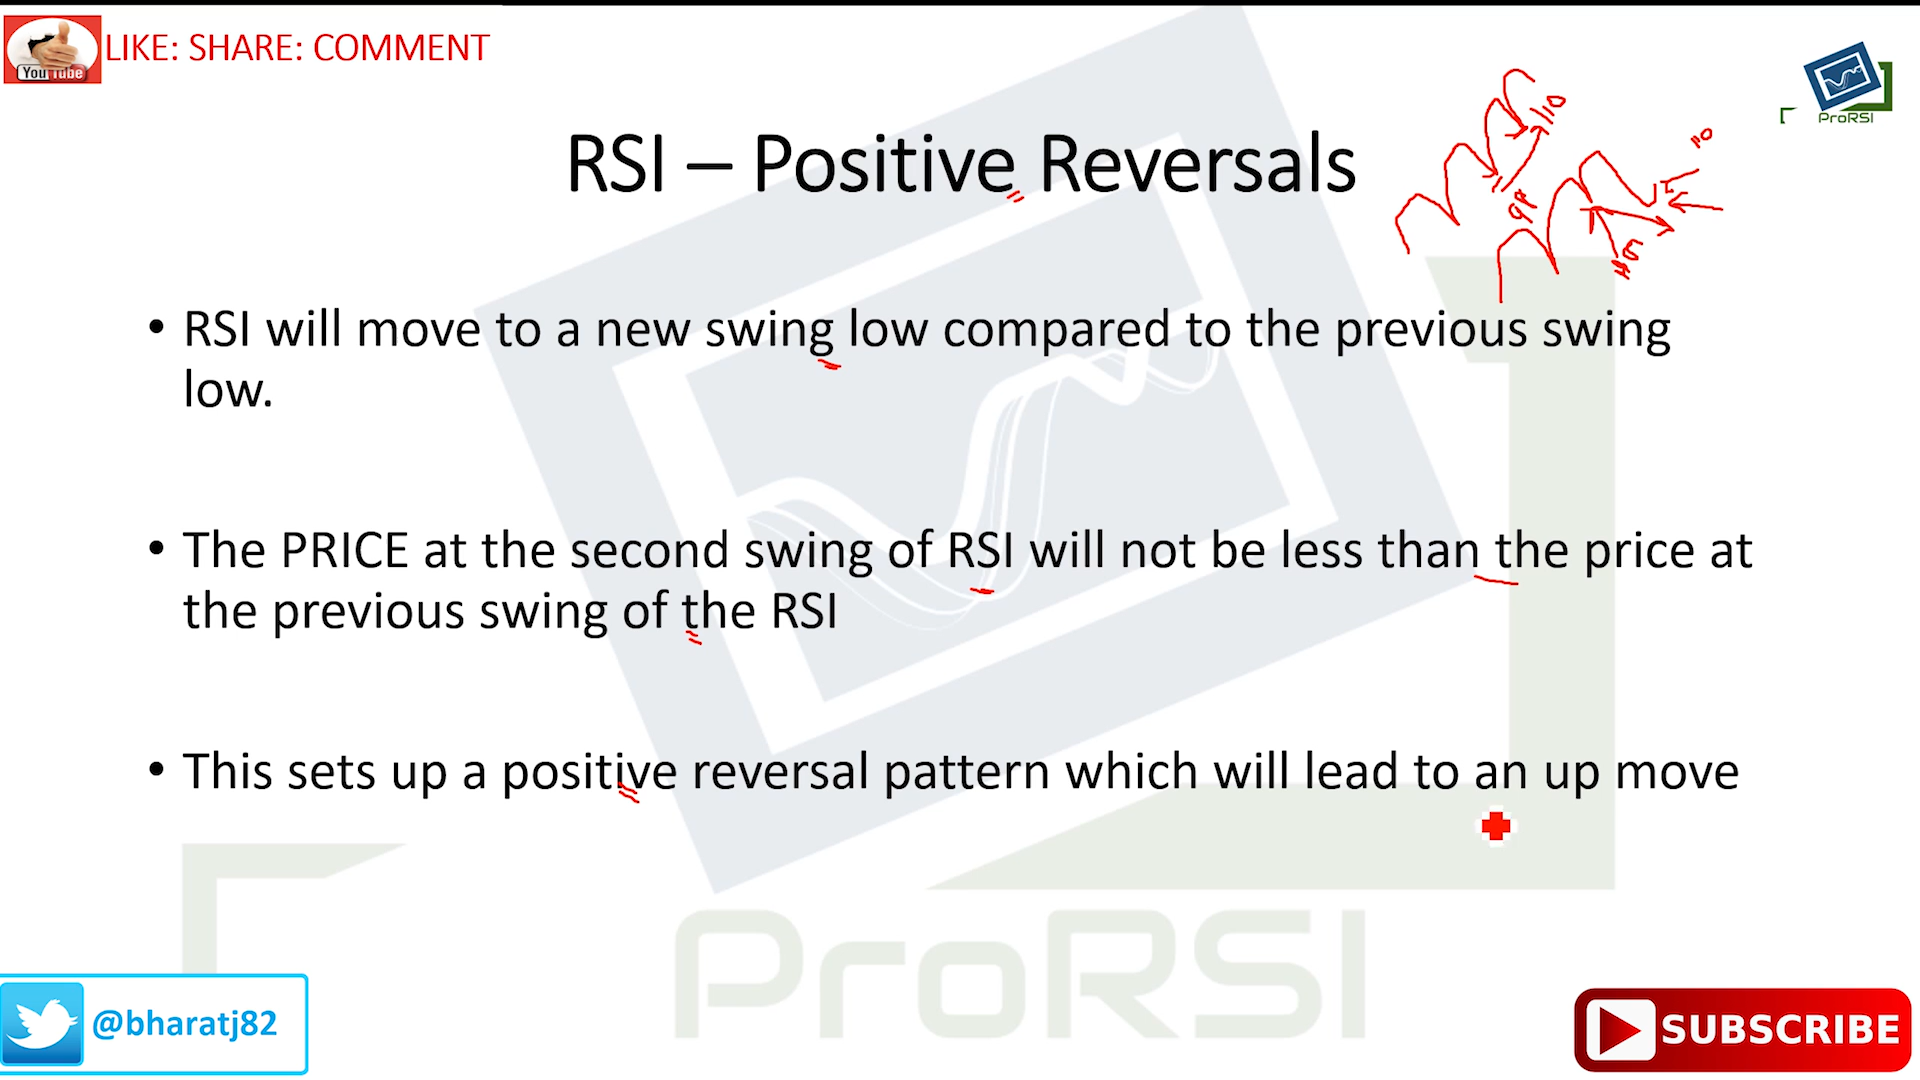 LIKE: SHARE: COMMENT
You Tube
ProRSI
RSI – Positive Reversals
110
• RSI will move to a new swing low compared to the previous swing
low.
• The PRICE at the second swing of RSI will not be less than the price at
the previous swing of the RSI
• This sets up a positive reversal pattern which will lead to an up move
ProRSI
@bharatj82
SUBSCRIBE